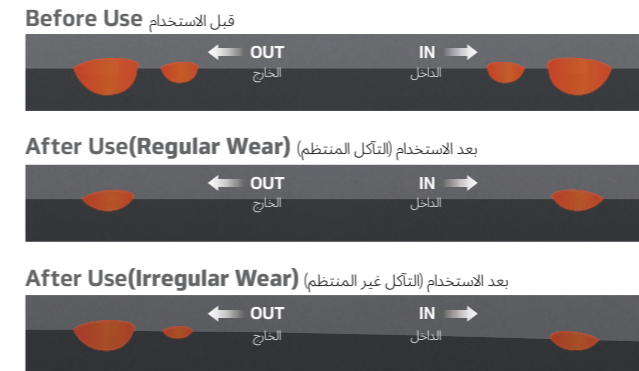 Before Use قبل الاستخدام
OUT IN
الخارج الداخل
After Use(Regular Wear) بعد الاستخدام (التآكل المنتظم)
OUT IN
الخارج الداخل
After Use(Irregular Wear) بعد الاستخدام (التآكل غير المنتظم)
OUT IN
الخارج الداخل